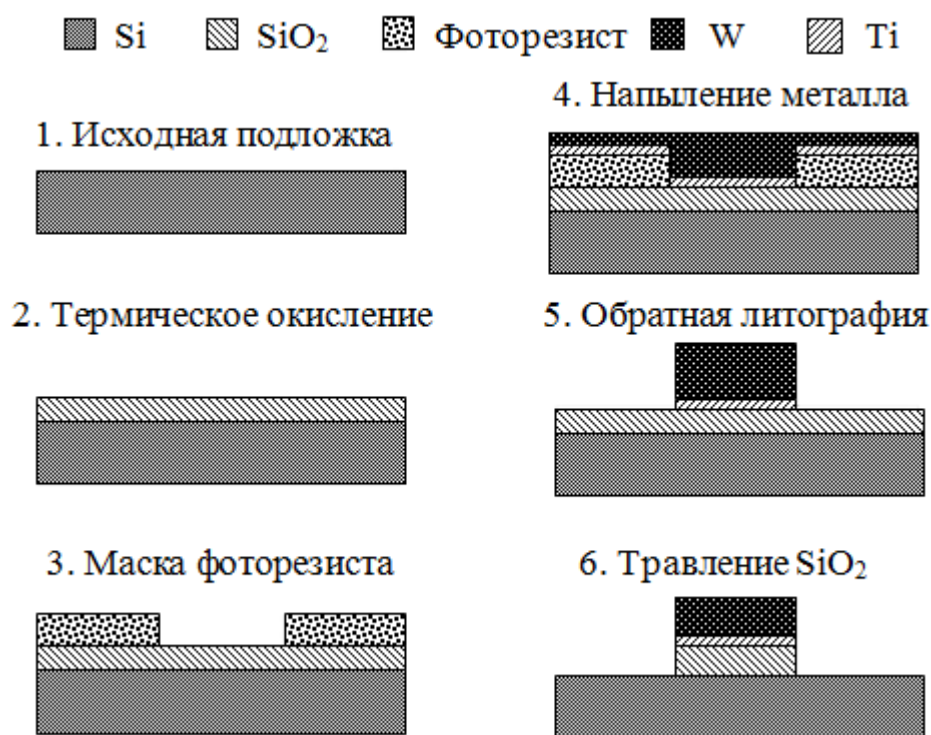 Si SiO₂ Фоторезист W Ti
1. Исходная подложка
2. Термическое окисление
3. Маска фоторезиста
4. Напыление металла
5. Обратная литография
6. Травление SiO₂